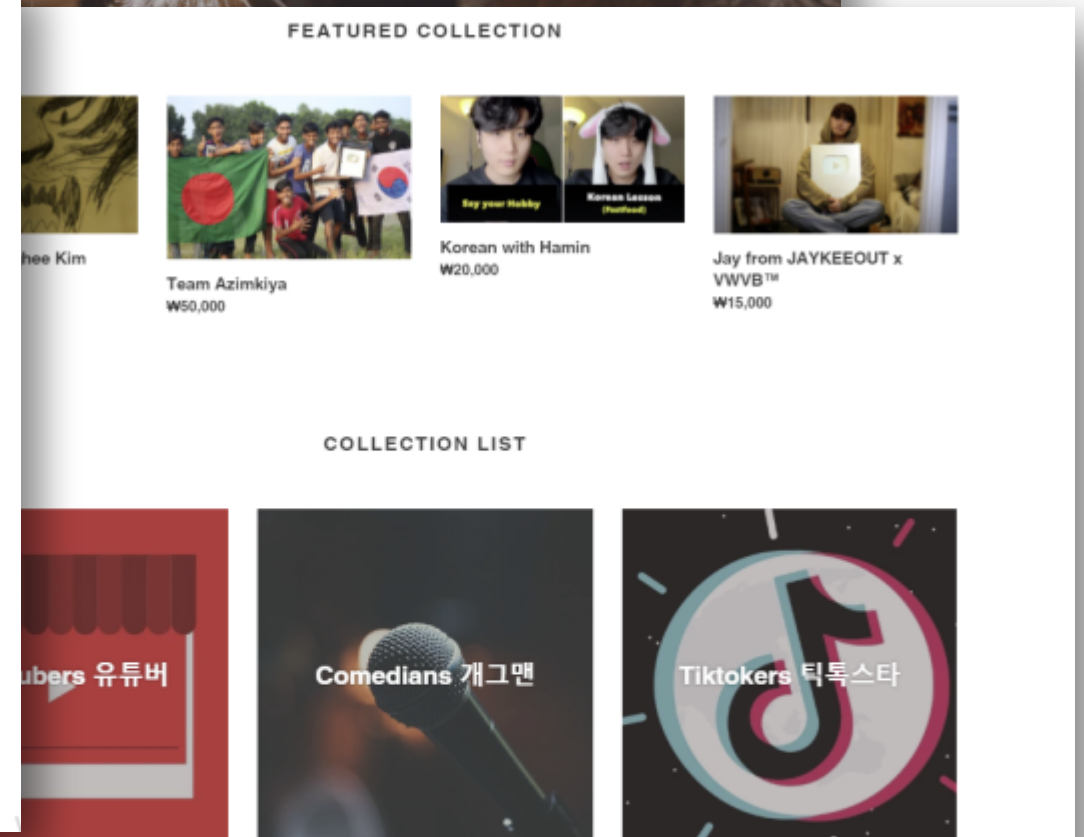 FEATURED COLLECTION
Say your Hobby
Korean Lesson
(Fastfood)
hee Kim
Team Azimkiya
₩50,000
Korean with Hamin
₩20,000
Jay from JAYKEEOUT x
VWVB™
₩15,000
COLLECTION LIST
ubers 유튜버
Comedians 개그맨
Tiktokers 틱톡스타